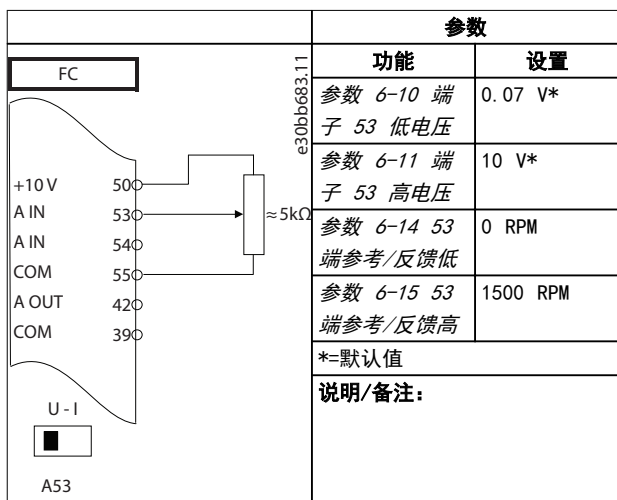 FC
e30bb683.11
+10 V 50
A IN 53
≈5kΩ
A IN 54
COM 55
A OUT 42
COM 39
U - I
A53
参数
功能 设置
参数 6-10 端
子 53 低电压
0.07 V*
参数 6-11 端
子 53 高电压
10 V*
参数 6-14 53
端参考/反馈低
0 RPM
参数 6-15 53
端参考/反馈高
1500 RPM
*=默认值
说明/备注：